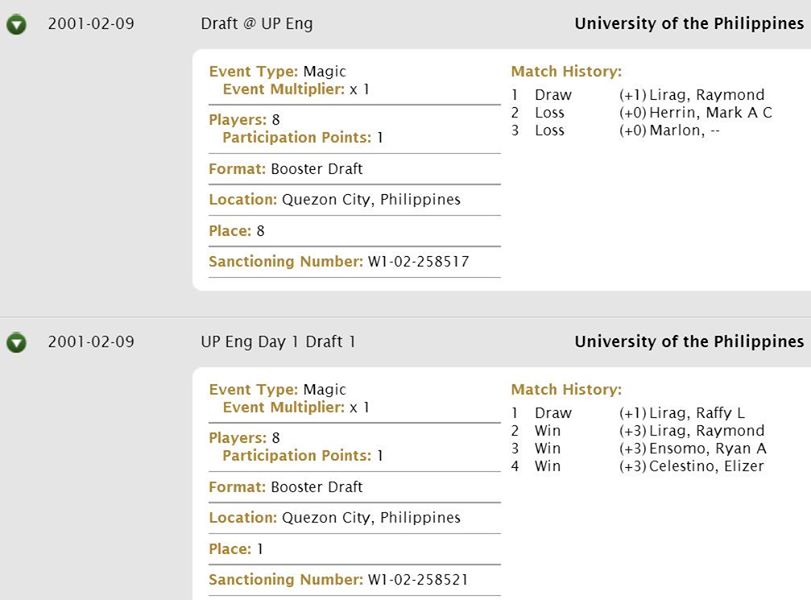 2001-02-09 Draft @ UP Eng University of the Philippines
Event Type: Magic
Event Multiplier: x 1
Players: 8
Participation Points: 1
Format: Booster Draft
Location: Quezon City, Philippines
Place: 8
Sanctioning Number: W1-02-258517
Match History:
1 Draw (+1) Lirag, Raymond
2 Loss (+0) Herrin, Mark A C
3 Loss (+0) Marlon, --
2001-02-09 UP Eng Day 1 Draft 1 University of the Philippines
Event Type: Magic
Event Multiplier: x 1
Players: 8
Participation Points: 1
Format: Booster Draft
Location: Quezon City, Philippines
Place: 1
Sanctioning Number: W1-02-258521
Match History:
1 Draw (+1) Lirag, Raffy L
2 Win (+3) Lirag, Raymond
3 Win (+3) Ensomo, Ryan A
4 Win (+3) Celestino, Elizer